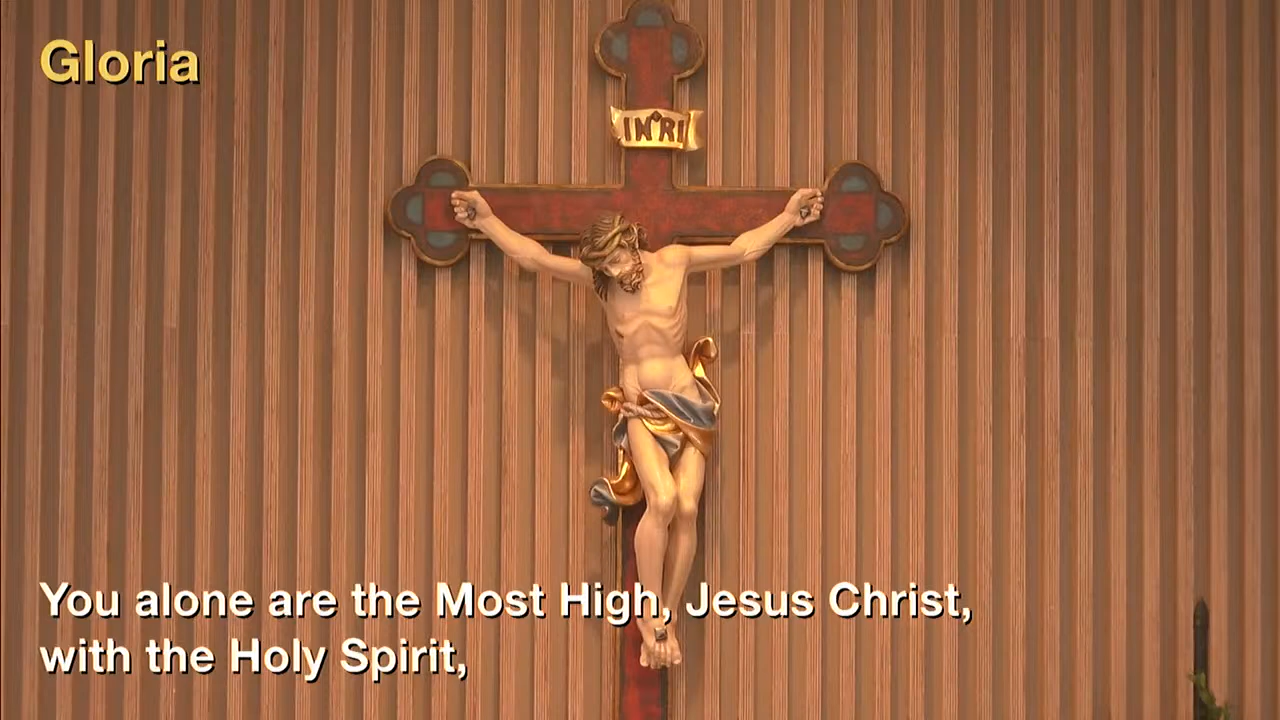 Gloria
INRI
You alone are the Most High, Jesus Christ,
with the Holy Spirit,